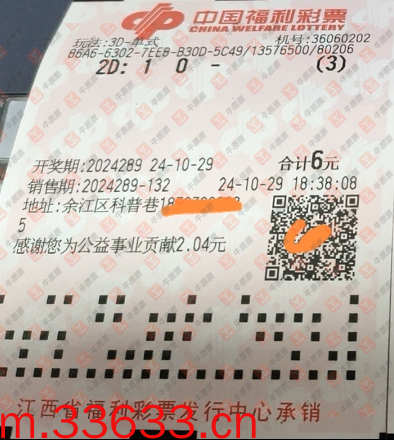 中国福利彩票
CHINA WELFARE LOTTERY
玩法:3D-单式 机号:36060202
86A6-6302-7EE8-B30D-5C49/13576500/80206
2D: 1 0 - (3)
开奖期:2024289 24-10-29 合计6元
销售期:2024289-132 24-10-29 18:38:08
地址:余江区科普巷
5
感谢您为公益事业贡献2.04元
江西省福利彩票发行中心承销
m.33633.cn